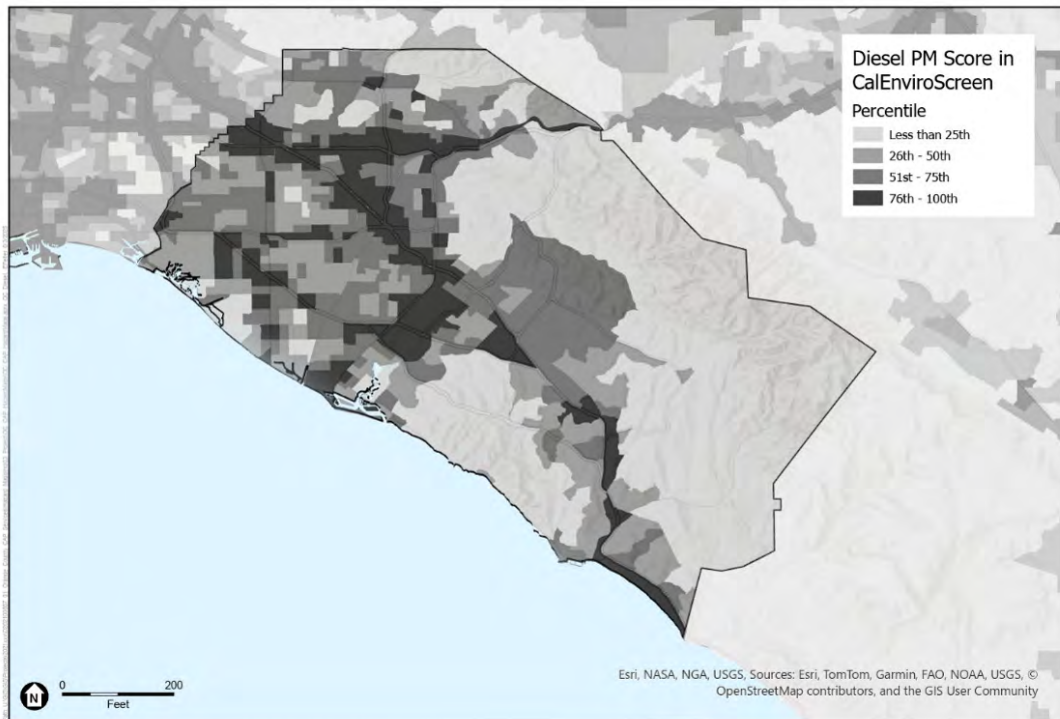 Diesel PM Score in
CalEnviroScreen
Percentile
Less than 25th
26th - 50th
51st - 75th
76th - 100th
N
0
200
Feet
Esri, NASA, NGA, USGS, Sources: Esri, TomTom, Garmin, FAO, NOAA, USGS, ©
OpenStreetMap contributors, and the GIS User Community